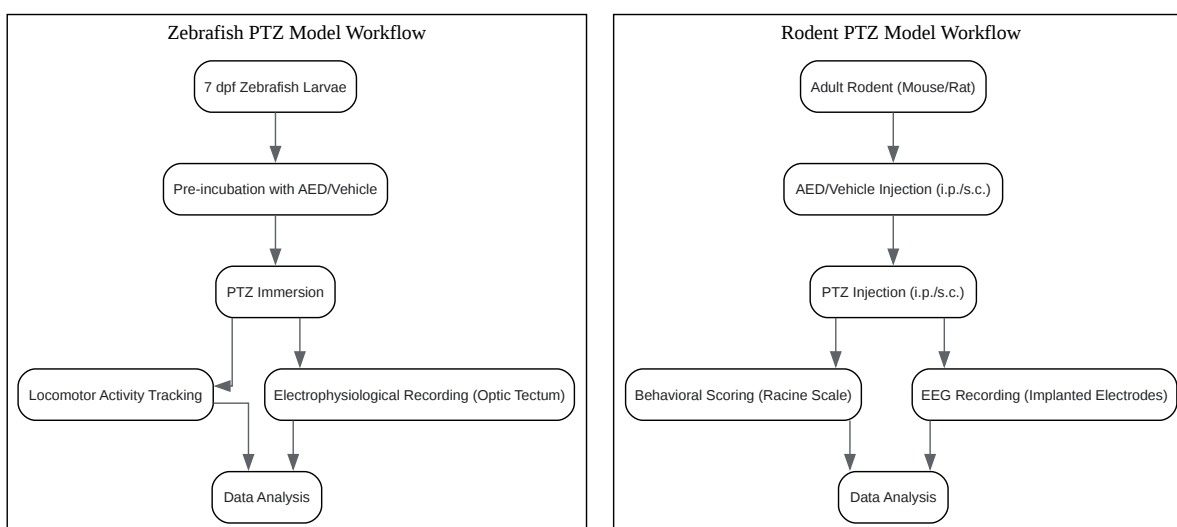 Zebrafish PTZ Model Workflow
7 dpf Zebrafish Larvae
Pre-incubation with AED/Vehicle
PTZ Immersion
Locomotor Activity Tracking
Electrophysiological Recording (Optic Tectum)
Data Analysis
Rodent PTZ Model Workflow
Adult Rodent (Mouse/Rat)
AED/Vehicle Injection (i.p./s.c.)
PTZ Injection (i.p./s.c.)
Behavioral Scoring (Racine Scale)
EEG Recording (Implanted Electrodes)
Data Analysis